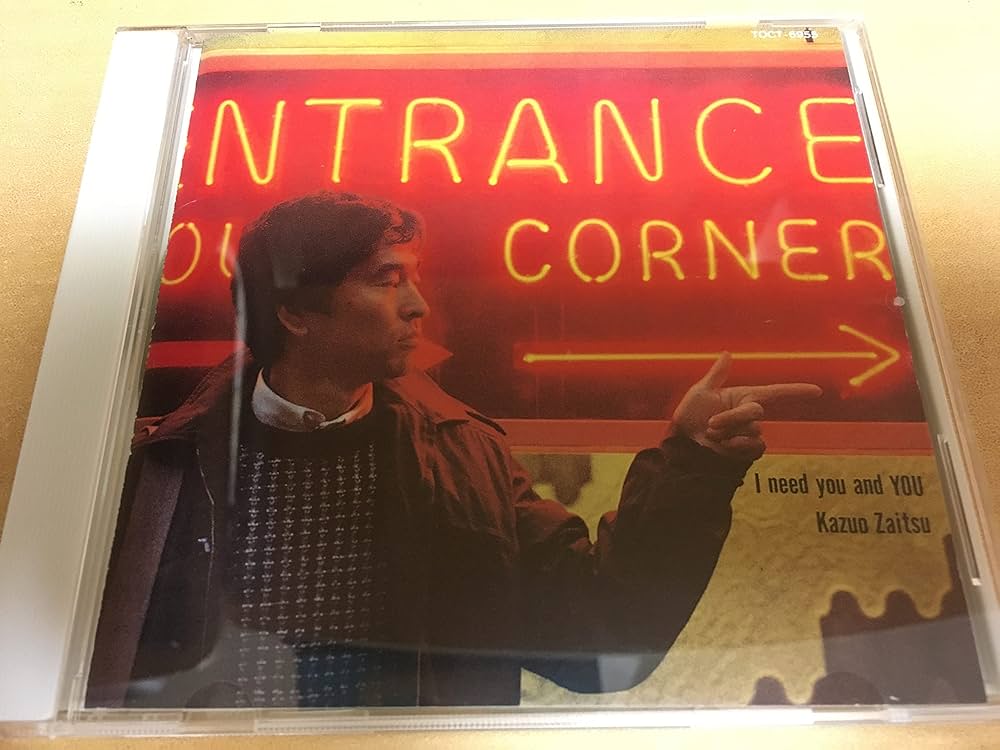 TOCT-6955
ENTRANCE
CORNER
I need you and YOU
Kazuo Zaitsu